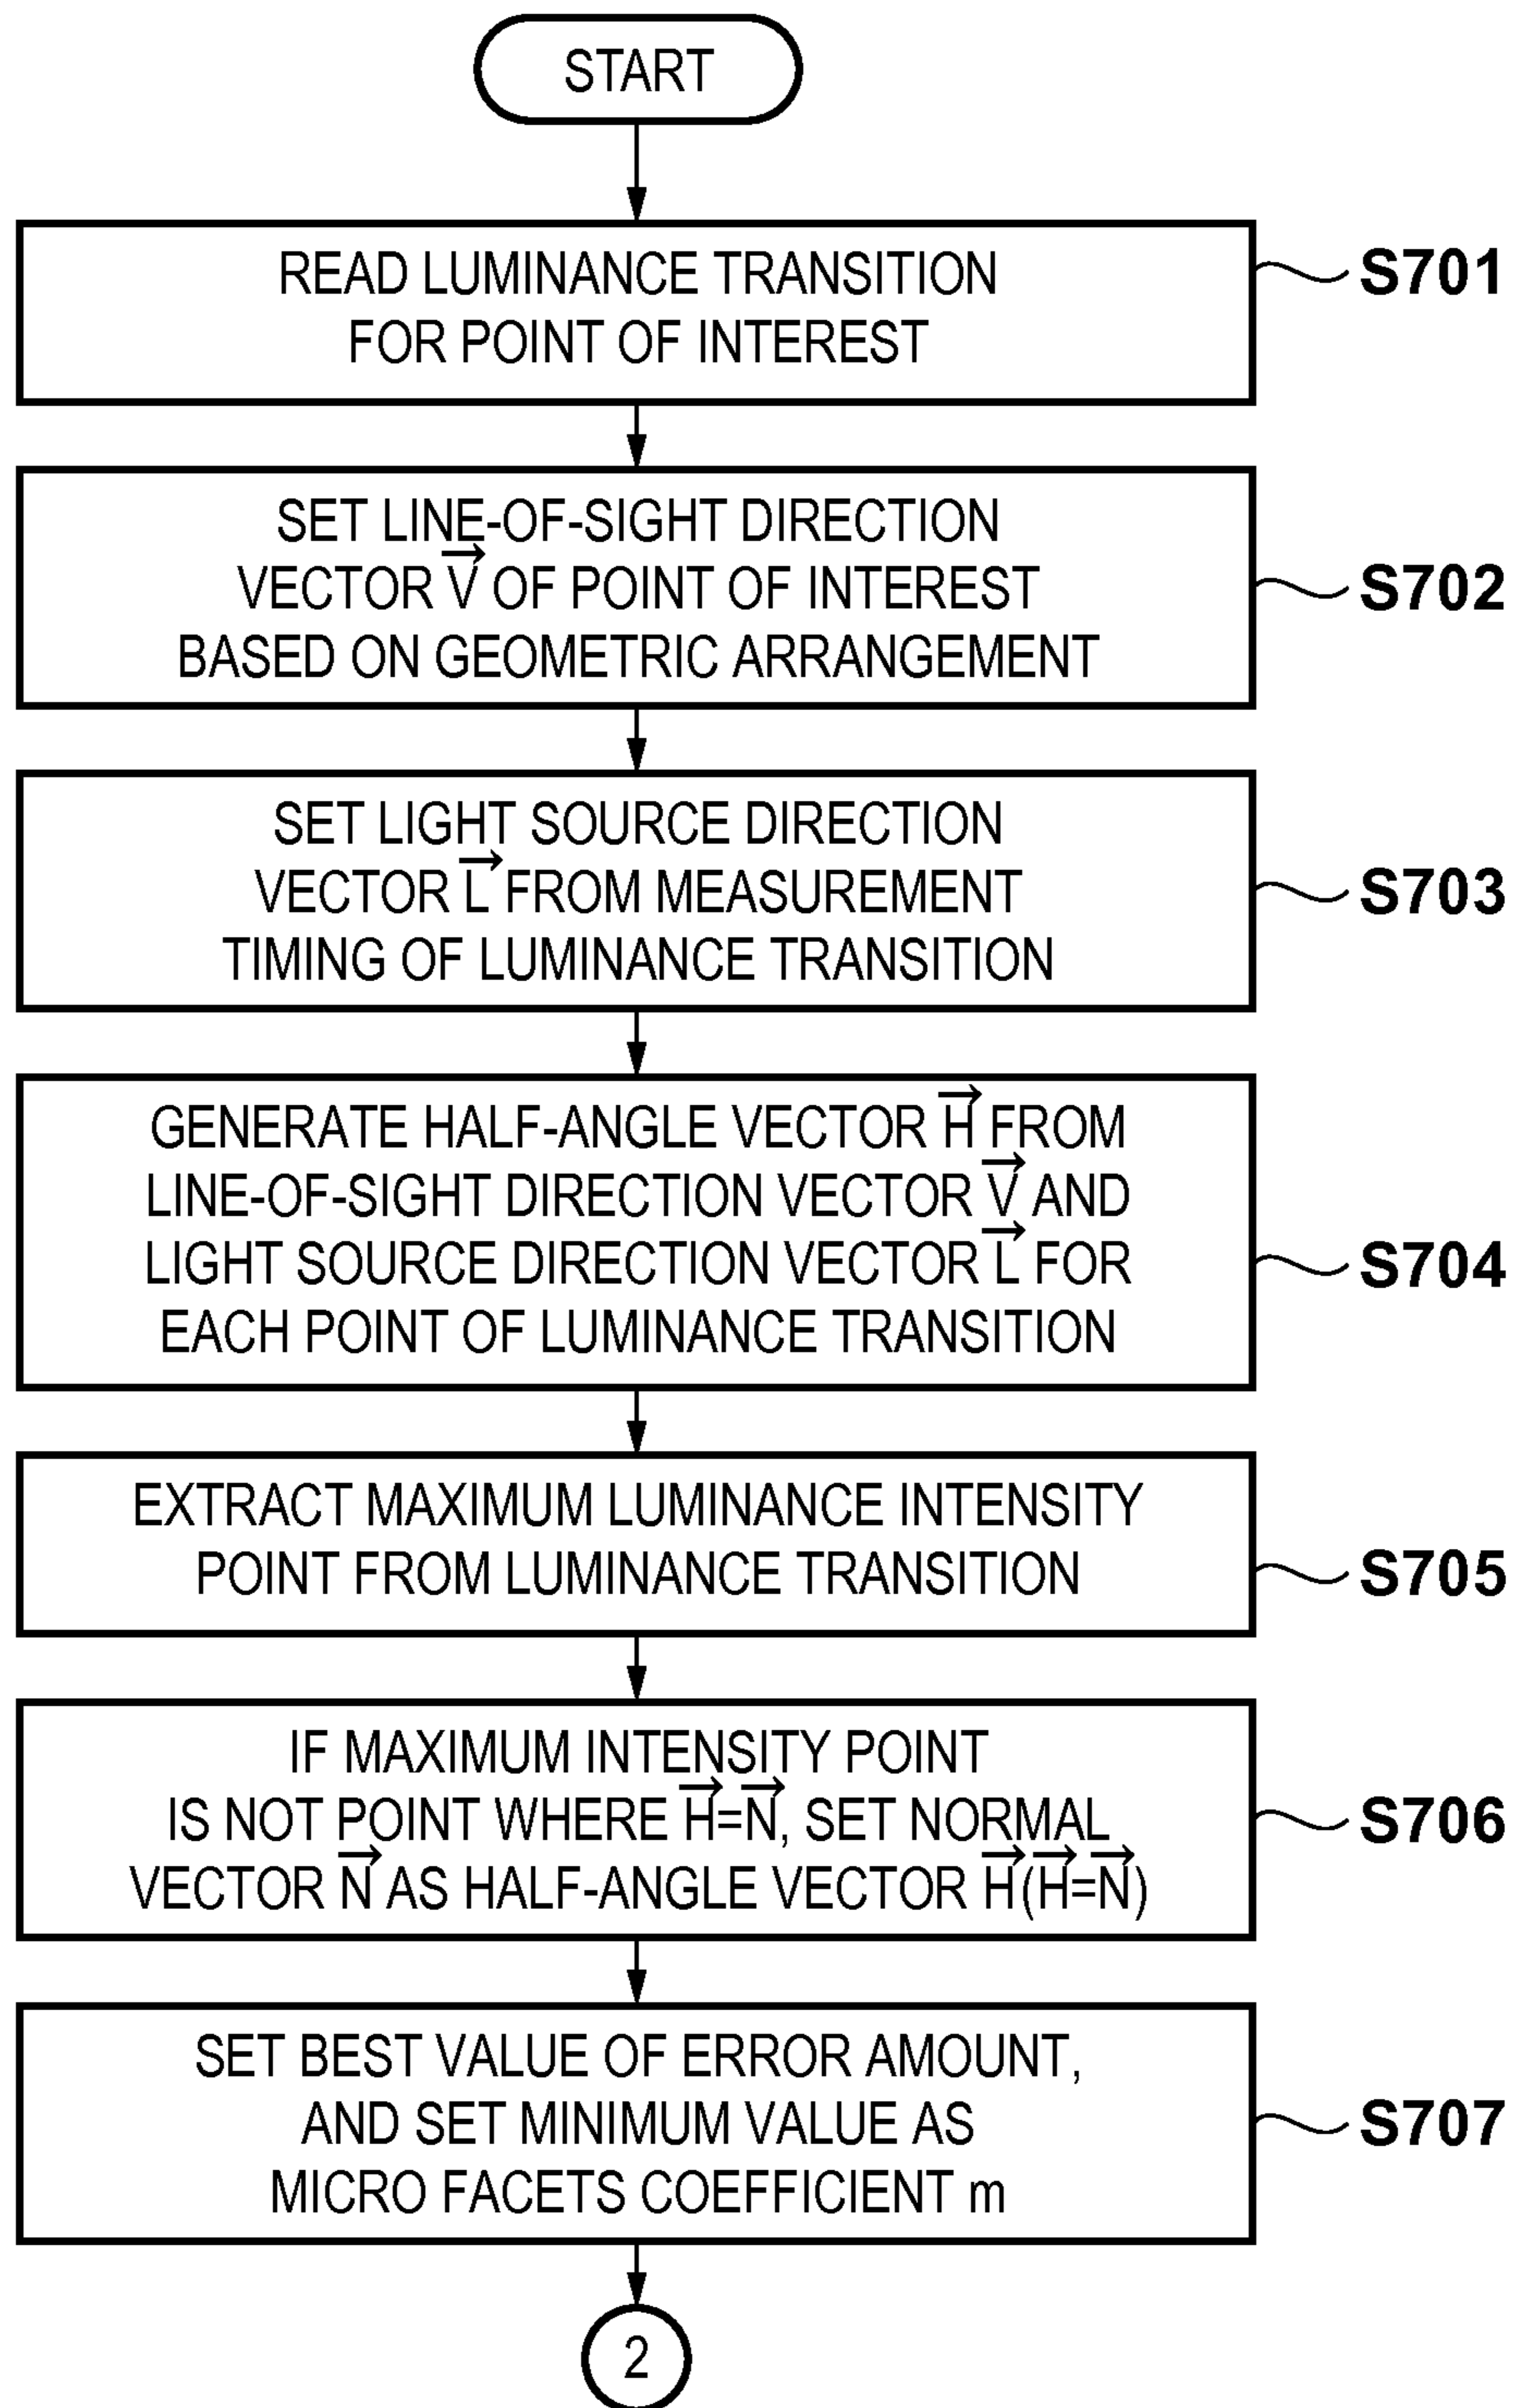 START
READ LUMINANCE TRANSITION
FOR POINT OF INTEREST
S701
SET LINE-OF-SIGHT DIRECTION
VECTOR V⃗ OF POINT OF INTEREST
BASED ON GEOMETRIC ARRANGEMENT
S702
SET LIGHT SOURCE DIRECTION
VECTOR L⃗ FROM MEASUREMENT
TIMING OF LUMINANCE TRANSITION
S703
GENERATE HALF-ANGLE VECTOR H⃗ FROM
LINE-OF-SIGHT DIRECTION VECTOR V⃗ AND
LIGHT SOURCE DIRECTION VECTOR L⃗ FOR
EACH POINT OF LUMINANCE TRANSITION
S704
EXTRACT MAXIMUM LUMINANCE INTENSITY
POINT FROM LUMINANCE TRANSITION
S705
IF MAXIMUM INTENSITY POINT
IS NOT POINT WHERE H⃗=N⃗, SET NORMAL
VECTOR N⃗ AS HALF-ANGLE VECTOR H⃗(H⃗=N⃗)
S706
SET BEST VALUE OF ERROR AMOUNT,
AND SET MINIMUM VALUE AS
MICRO FACETS COEFFICIENT m
S707
2